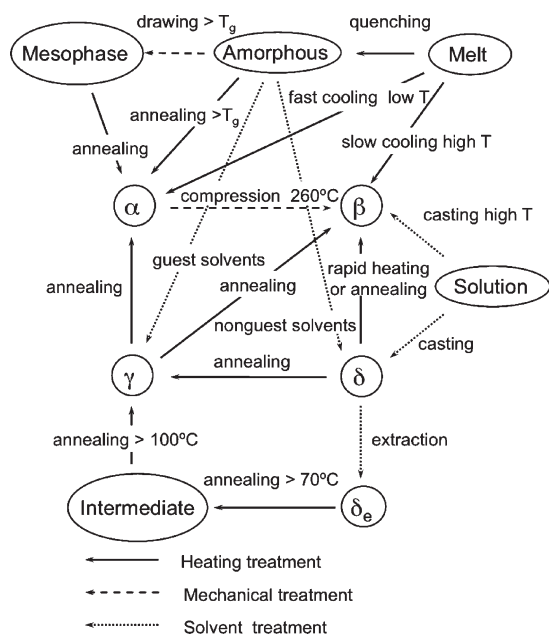 drawing > Tg
quenching
Mesophase
Amorphous
Melt
annealing >Tg
fast cooling low T
annealing
slow cooling high T
α
compression 260ºC
β
casting high T
guest solvents
annealing
annealing
rapid heating
or annealing
Solution
nonguest solvents
casting
γ
annealing
δ
annealing > 100ºC
extraction
Intermediate
annealing > 70ºC
δe
Heating treatment
Mechanical treatment
Solvent treatment